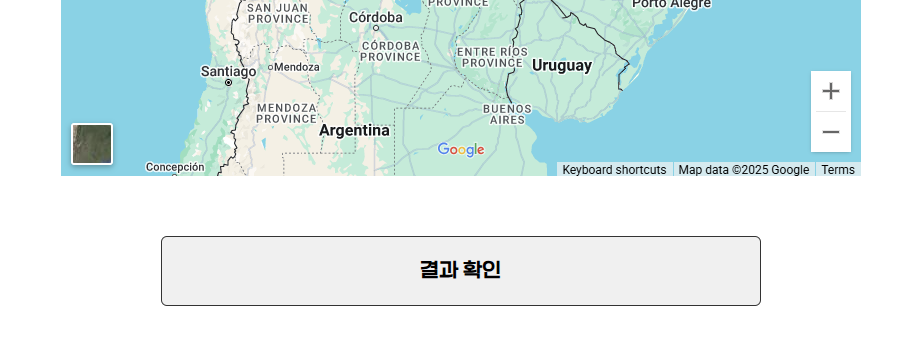 PROVINCE
Porto Alegre
SAN JUAN
PROVINCE
Córdoba
CÓRDOBA
PROVINCE
ENTRE RÍOS
PROVINCE
Uruguay
Santiago
Mendoza
MENDOZA
PROVINCE
BUENOS
AIRES
Argentina
Google
Concepción
Keyboard shortcuts
Map data ©2025 Google
Terms
결과 확인